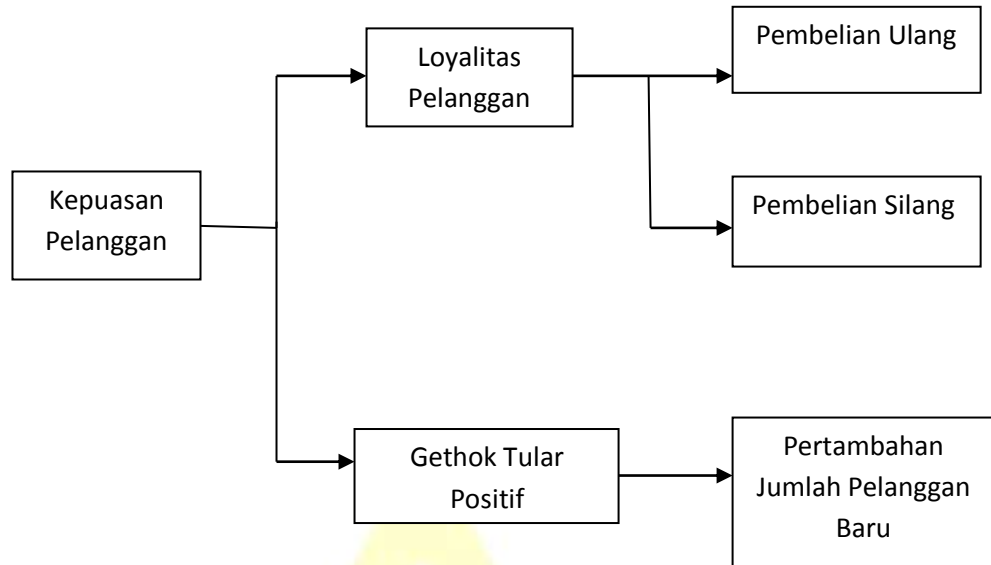 Kepuasan
Pelanggan
Loyalitas
Pelanggan
Pembelian Ulang
Pembelian Silang
Gethok Tular
Positif
Pertambahan
Jumlah Pelanggan
Baru